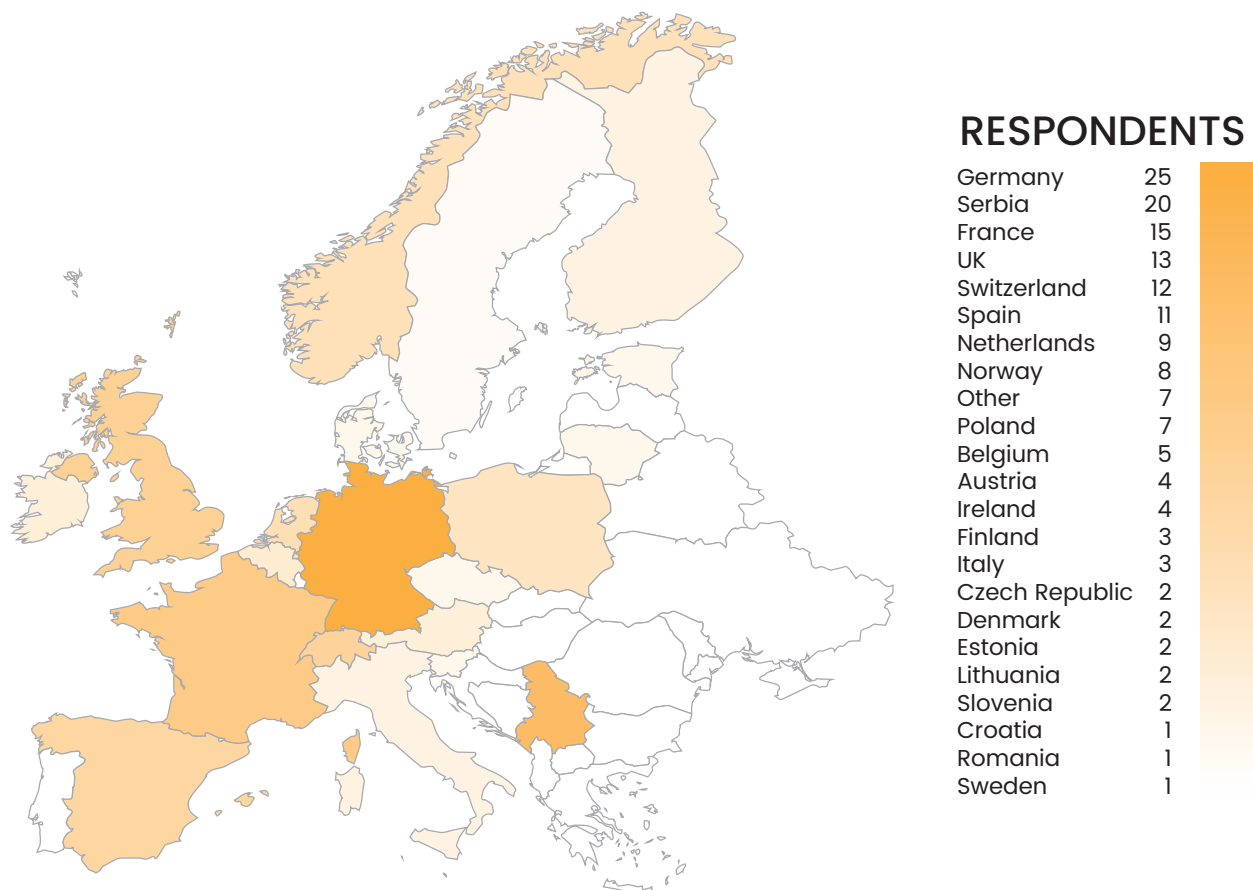 RESPONDENTS
Germany 25
Serbia 20
France 15
UK 13
Switzerland 12
Spain 11
Netherlands 9
Norway 8
Other 7
Poland 7
Belgium 5
Austria 4
Ireland 4
Finland 3
Italy 3
Czech Republic 2
Denmark 2
Estonia 2
Lithuania 2
Slovenia 2
Croatia 1
Romania 1
Sweden 1